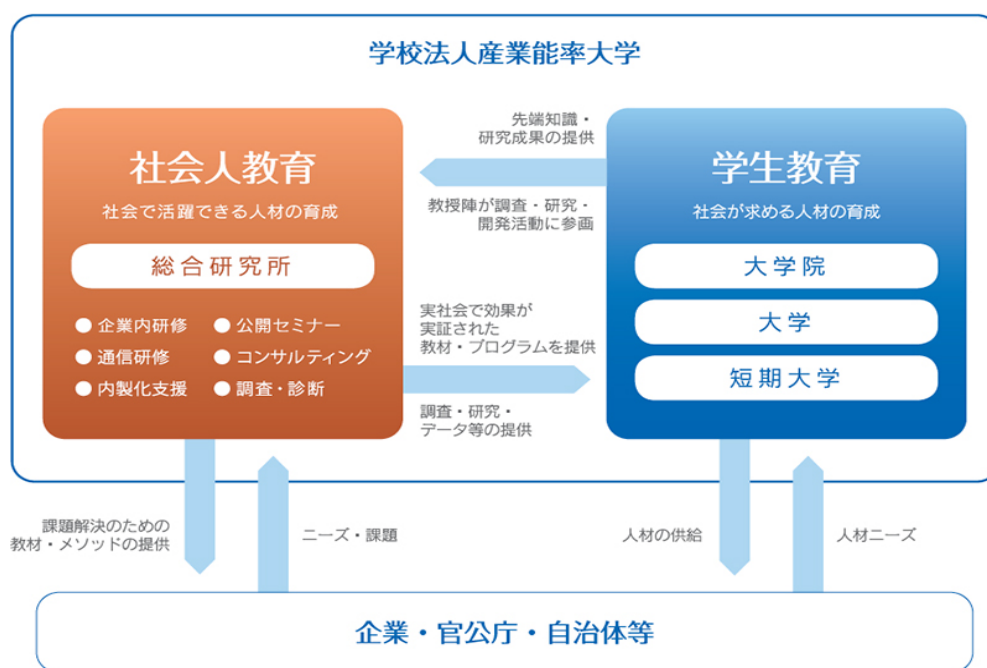 学校法人産業能率大学
社会人教育
社会で活躍できる人材の育成
総合研究所
● 企業内研修 ● 公開セミナー
● 通信研修 ● コンサルティング
● 内製化支援 ● 調査・診断
先端知識・
研究成果の提供
教授陣が調査・研究・
開発活動に参画
実社会で効果が
実証された
教材・プログラムを提供
調査・研究・
データ等の提供
学生教育
社会が求める人材の育成
大学院
大学
短期大学
課題解決のための
教材・メソッドの提供
ニーズ・課題
人材の供給
人材ニーズ
企業・官公庁・自治体等